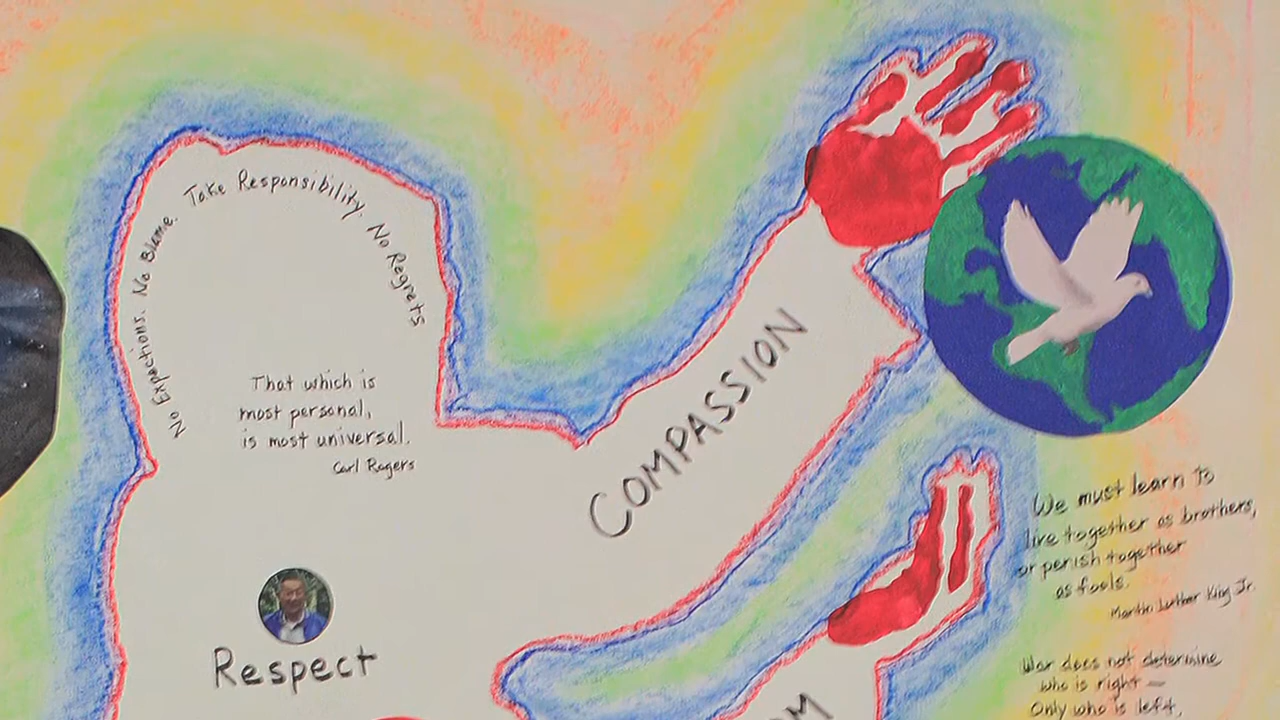 No Expectations. No Blame. Take Responsibility. No Regrets
That which is
most personal,
is most universal.
Carl Rogers
Respect
COMPASSION
We must learn to
live together as brothers,
or perish together
as fools.
Martin Luther King Jr.
War does not determine
who is right —
Only who is left.
OM